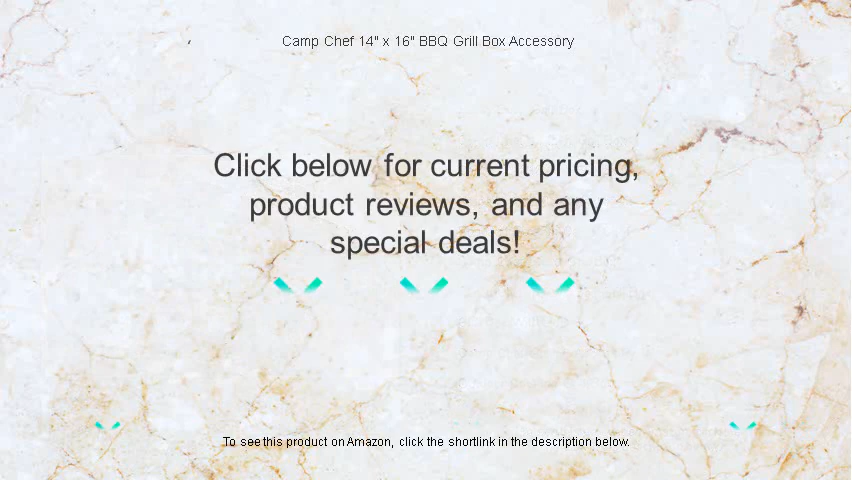 Camp Chef 14" x 16" BBQ Grill Box Accessory
Click below for current pricing,
product reviews, and any
special deals!
To see this product on Amazon, click the shortlink in the description below.